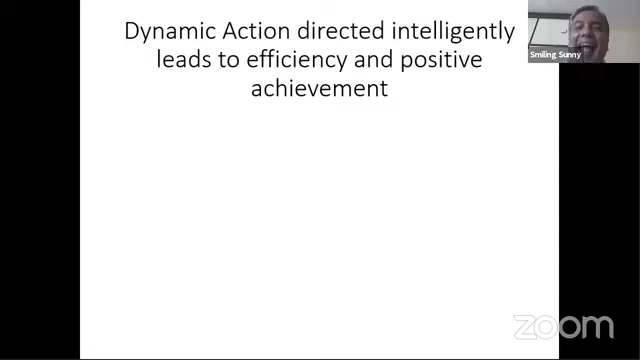 Dynamic Action directed intelligently
leads to efficiency and positive
achievement
Smiling Sunny
zoom